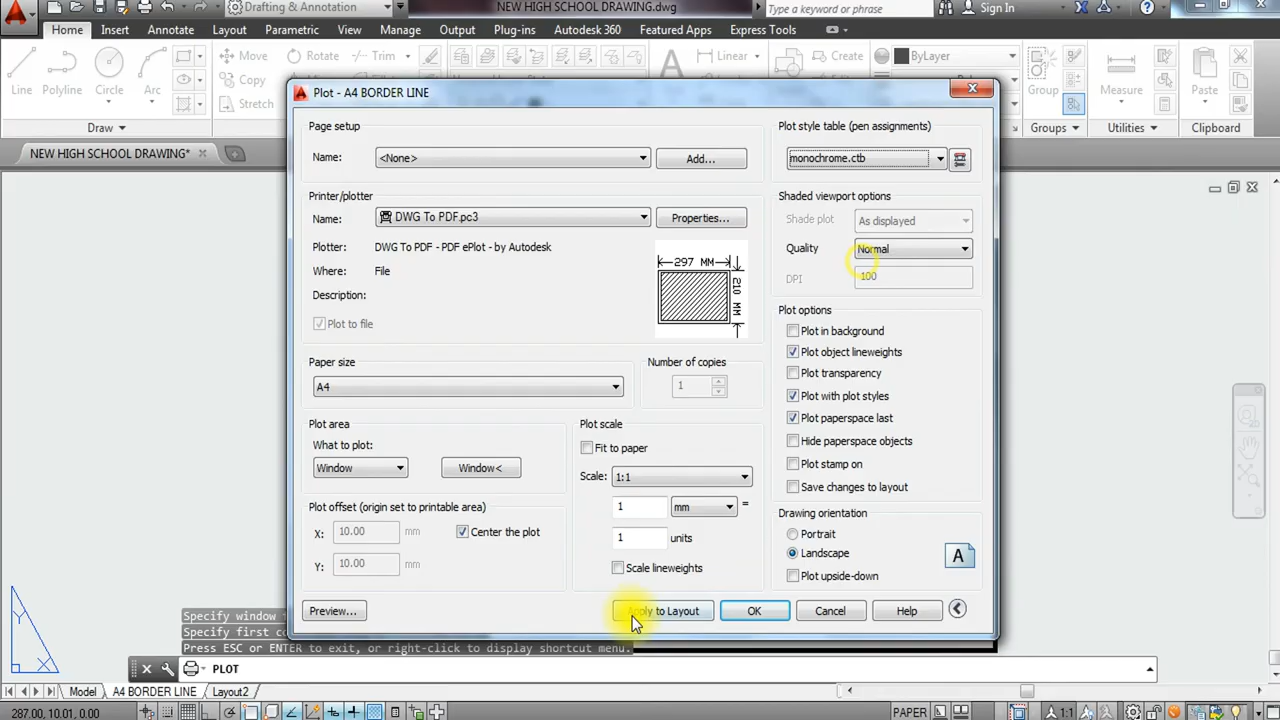 Drafting & Annotation
NEW HIGH SCHOOL DRAWING.dwg
Type a keyword or phrase
Sign In
Home Insert Annotate Layout Parametric View Manage Output Plug-ins Autodesk 360 Featured Apps Express Tools
Line Polyline Circle Arc
Move Rotate Trim
Copy
Stretch
Linear
Create
ByLayer
Group Measure Paste
Draw Groups Utilities Clipboard
NEW HIGH SCHOOL DRAWING*
Plot - A4 BORDER LINE
Page setup
Name: <None> Add...
Printer/plotter
Name: DWG To PDF.pc3 Properties...
Plotter: DWG To PDF - PDF ePlot - by Autodesk
Where: File
Description:
Plot to file
297 MM
210 MM
Paper size
A4
Number of copies
1
Plot area
What to plot:
Window Window<
Plot offset (origin set to printable area)
X: 10.00 mm Center the plot
Y: 10.00 mm
Plot scale
Fit to paper
Scale: 1:1
1 mm =
1 units
Scale lineweights
Plot style table (pen assignments)
monochrome.ctb
Shaded viewport options
Shade plot As displayed
Quality Normal
DPI 100
Plot options
Plot in background
Plot object lineweights
Plot transparency
Plot with plot styles
Plot paperspace last
Hide paperspace objects
Plot stamp on
Save changes to layout
Drawing orientation
Portrait
Landscape
Plot upside-down
A
Preview... Apply to Layout OK Cancel Help
Y
X
Specify window
Specify first co
Press ESC or ENTER to exit, or right-click to display shortcut menu.
PLOT
Model A4 BORDER LINE Layout2
287.00, 10.01, 0.00
PAPER
1:1